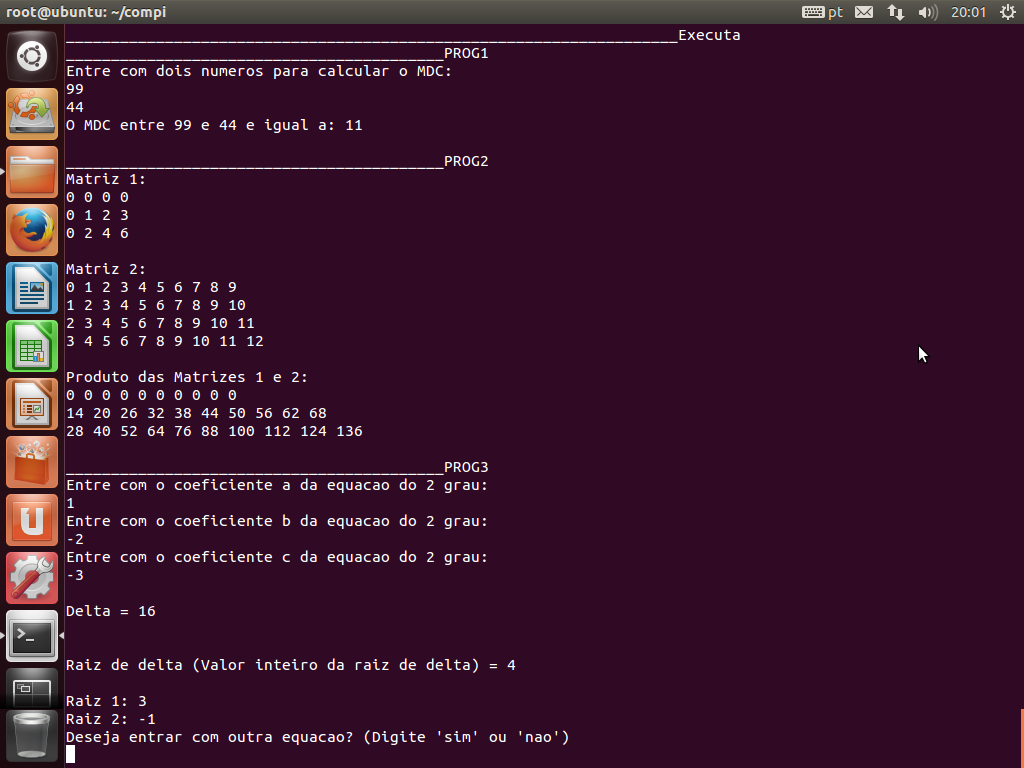 root@ubuntu: ~/compi
pt
20:01
____________________________________________________________________Executa
__________________________________________PROG1
Entre com dois numeros para calcular o MDC:
99
44
O MDC entre 99 e 44 e igual a: 11
__________________________________________PROG2
Matriz 1:
0 0 0 0
0 1 2 3
0 2 4 6
Matriz 2:
0 1 2 3 4 5 6 7 8 9
1 2 3 4 5 6 7 8 9 10
2 3 4 5 6 7 8 9 10 11
3 4 5 6 7 8 9 10 11 12
Produto das Matrizes 1 e 2:
0 0 0 0 0 0 0 0 0 0
14 20 26 32 38 44 50 56 62 68
28 40 52 64 76 88 100 112 124 136
__________________________________________PROG3
Entre com o coeficiente a da equacao do 2 grau:
1
Entre com o coeficiente b da equacao do 2 grau:
-2
Entre com o coeficiente c da equacao do 2 grau:
-3
Delta = 16
Raiz de delta (Valor inteiro da raiz de delta) = 4
Raiz 1: 3
Raiz 2: -1
Deseja entrar com outra equacao? (Digite 'sim' ou 'nao')